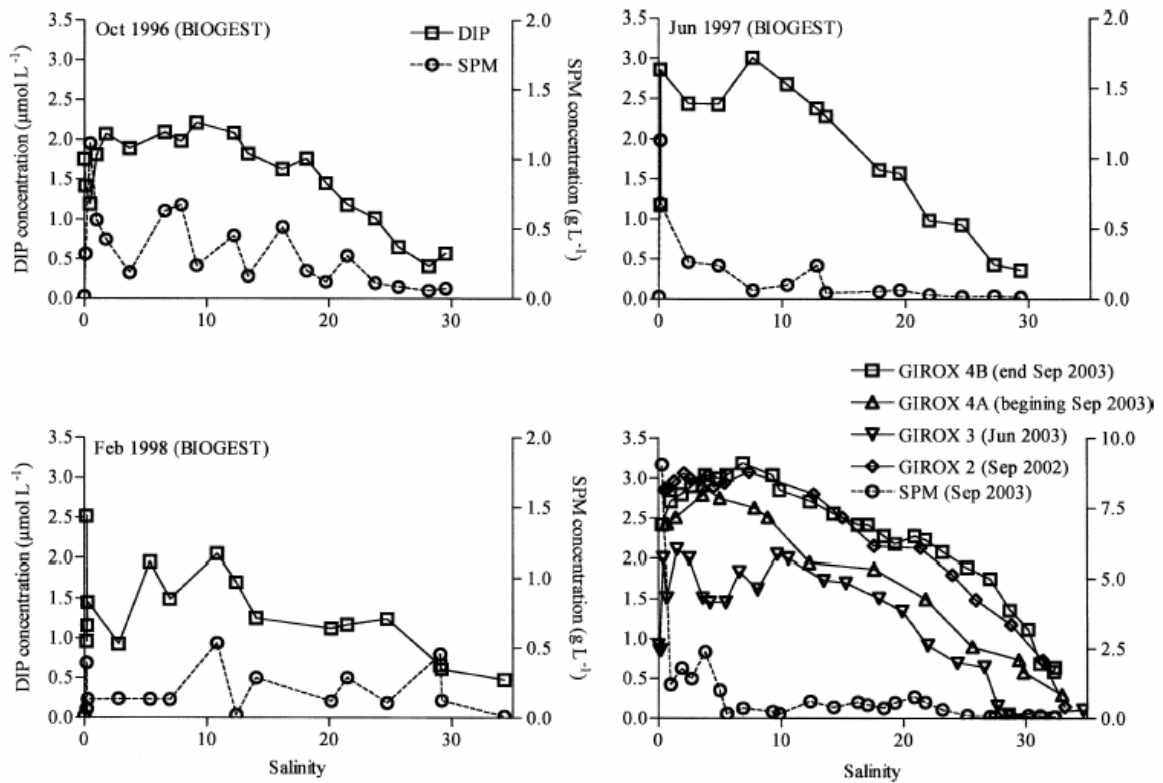 Oct 1996 (BIOGEST)
DIP
SPM
DIP concentration (µmol L⁻¹)
3.5
3.0
2.5
2.0
1.5
1.0
0.5
0.0
2.0
1.5
1.0
0.5
0.0
SPM concentration (g L⁻¹)
0 10 20 30
Jun 1997 (BIOGEST)
3.5
3.0
2.5
2.0
1.5
1.0
0.5
0.0
2.0
1.5
1.0
0.5
0.0
0 10 20 30
Feb 1998 (BIOGEST)
DIP concentration (µmol L⁻¹)
3.5
3.0
2.5
2.0
1.5
1.0
0.5
0.0
2.0
1.5
1.0
0.5
0.0
SPM concentration (g L⁻¹)
0 10 20 30
Salinity
GIROX 4B (end Sep 2003)
GIROX 4A (begining Sep 2003)
GIROX 3 (Jun 2003)
GIROX 2 (Sep 2002)
SPM (Sep 2003)
3.5
3.0
2.5
2.0
1.5
1.0
0.5
0.0
10.0
7.5
5.0
2.5
0.0
0 10 20 30
Salinity